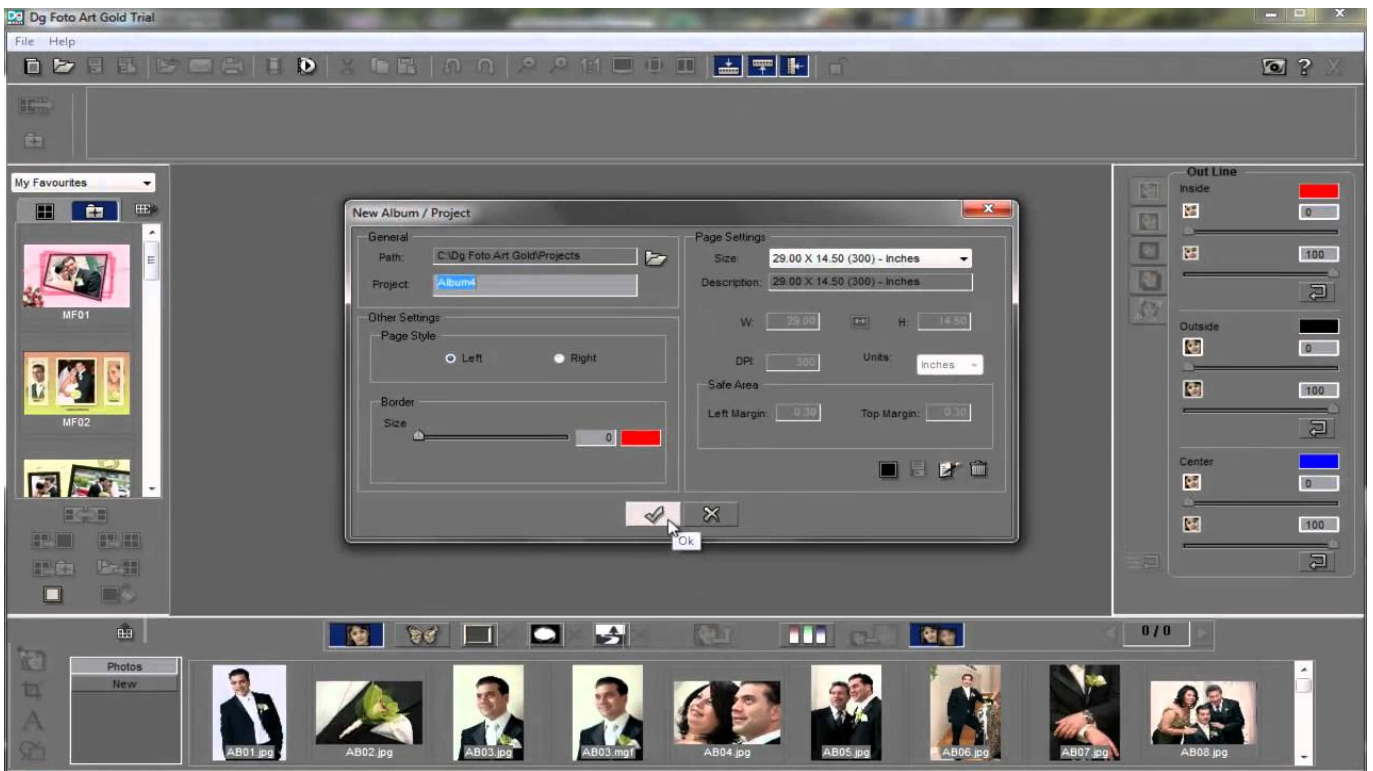 Dg Foto Art Gold Trial
File Help
1:1
?
My Favourites
MF01
MF02
New Album / Project
General
Path: C:\Dg Foto Art Gold\Projects
Project: Album4
Other Settings
Page Style
Left Right
Border
Size 0
Page Settings
Size: 29.00 X 14.50 (300) - Inches
Description: 29.00 X 14.50 (300) - Inches
W: 29.00 H: 14.50
DPI: 300 Units: Inches
Safe Area
Left Margin: 0.30 Top Margin: 0.30
Ok
Out Line
Inside
0
100
Outside
0
100
Center
0
100
0 / 0
Photos
New
AB01.jpg AB02.jpg AB03.jpg AB03.mgf AB04.jpg AB05.jpg AB06.jpg AB07.jpg AB08.jpg